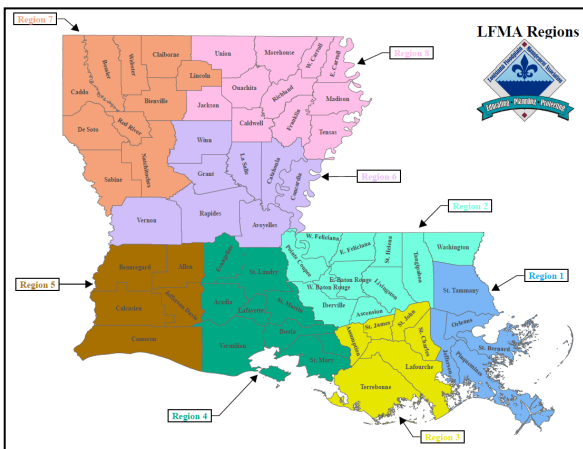 LFMA Regions
Louisiana Floodplain Management Association
Educating Planning Protecting
Region 7
Caddo
Bossier
Webster
Claiborne
Lincoln
Bienville
De Soto
Red River
Sabine
Natchitoches
Region 8
Union
Morehouse
W. Carroll
E. Carroll
Ouachita
Richland
Madison
Jackson
Caldwell
Franklin
Tensas
Region 6
Winn
Grant
La Salle
Catahoula
Concordia
Vernon
Rapides
Avoyelles
Region 2
Pointe Coupee
W. Feliciana
E. Feliciana
St. Helena
Tangipahoa
Washington
E. Baton Rouge
W. Baton Rouge
Livingston
Iberville
Ascension
Region 1
St. Tammany
Orleans
St. Bernard
Jefferson
Plaquemines
Region 5
Beauregard
Allen
Calcasieu
Jefferson Davis
Cameron
Region 4
Evangeline
St. Landry
Acadia
Lafayette
St. Martin
Vermilion
Iberia
St. Mary
Region 3
Assumption
St. James
St. John
St. Charles
Lafourche
Terrebonne